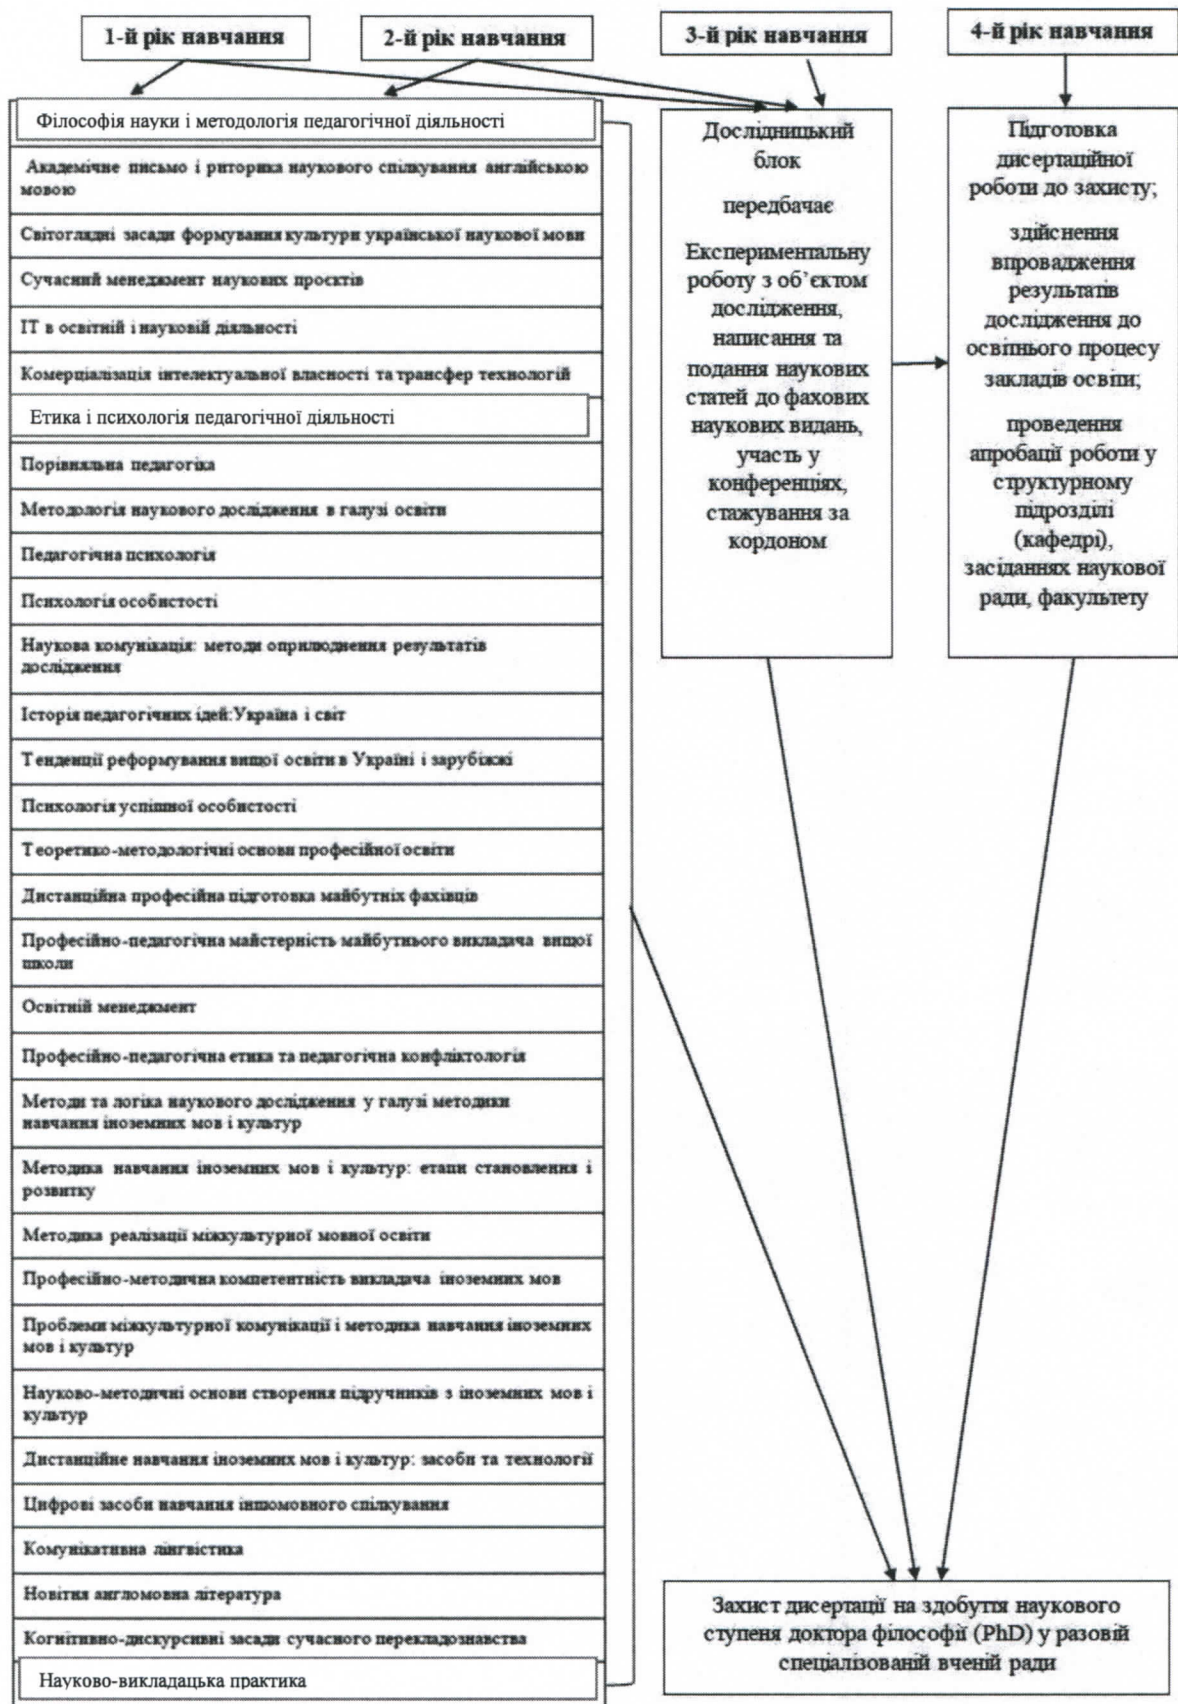 1-й рік навчання
2-й рік навчання
3-й рік навчання
4-й рік навчання
Філософія науки і методологія педагогічної діяльності
Академічне письмо і риторика наукового спілкування англійською
мовою
Світоглядні засади формування культури української наукової мови
Сучасний менеджмент наукових проєктів
ІТ в освітній і науковій діяльності
Комерціалізація інтелектуальної власності та трансфер технологій
Етика і психологія педагогічної діяльності
Порівняльна педагогіка
Методологія наукового дослідження в галузі освіти
Педагогічна психологія
Психологія особистості
Наукова комунікація: методи оприлюднення результатів
дослідження
Історія педагогічних ідей:Україна і світ
Тенденції реформування вищої освіти в Україні і зарубіжжі
Психологія успішної особистості
Теоретико-методологічні основи професійної освіти
Дистанційна професійна підготовка майбутніх фахівців
Професійно-педагогічна майстерність майбутнього викладача вищої
школи
Освітній менеджмент
Професійно-педагогічна етика та педагогічна конфліктологія
Методи та логіка наукового дослідження у галузі методики
навчання іноземних мов і культур
Методика навчання іноземних мов і культур: етапи становлення і
розвитку
Методика реалізації міжкультурної мовної освіти
Професійно-методична компетентність викладача іноземних мов
Проблеми міжкультурної комунікації і методика навчання іноземних
мов і культур
Науково-методичні основи створення підручників з іноземних мов і
культур
Дистанційне навчання іноземних мов і культур: засоби та технології
Цифрові засоби навчання іншомовного спілкування
Комунікативна лінгвістика
Новітня англомовна література
Когнітивно-дискурсивні засади сучасного перекладознавства
Науково-викладацька практика
Дослідницький
блок
передбачає
Експериментальну
роботу з об’єктом
дослідження,
написання та
подання наукових
статей до фахових
наукових видань,
участь у
конференціях,
стажування за
кордоном
Підготовка
дисертаційної
роботи до захисту;
здійснення
впровадження
результатів
дослідження до
освітнього процесу
закладів освіти;
проведення
апробації роботи у
структурному
підрозділі
(кафедрі),
засіданнях наукової
ради, факультету
Захист дисертації на здобуття наукового
ступеня доктора філософії (PhD) у разовій
спеціалізованій вченій ради